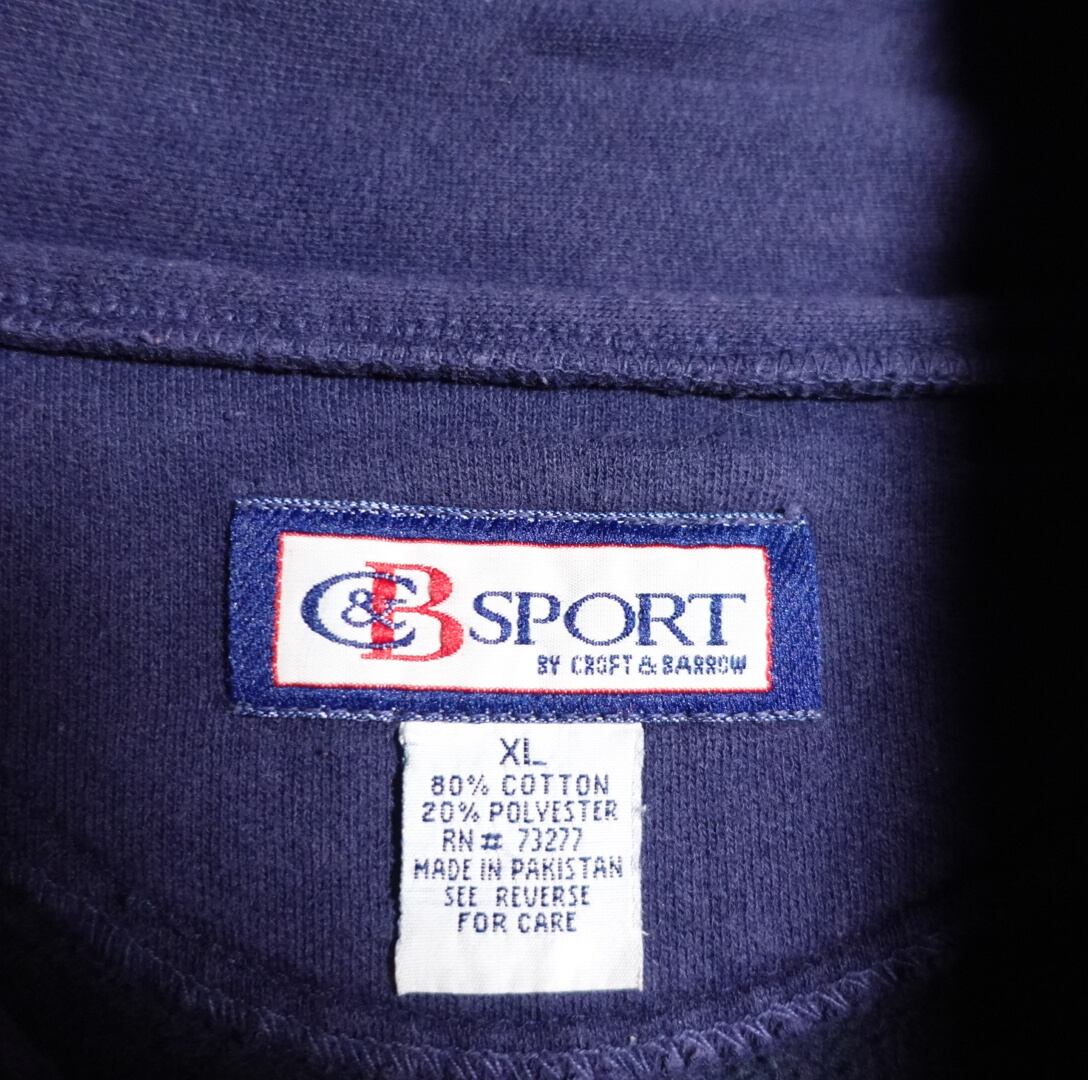 C&B SPORT
BY CROFT & BARROW
XL
80% COTTON
20% POLYESTER
RN # 73277
MADE IN PAKISTAN
SEE REVERSE
FOR CARE